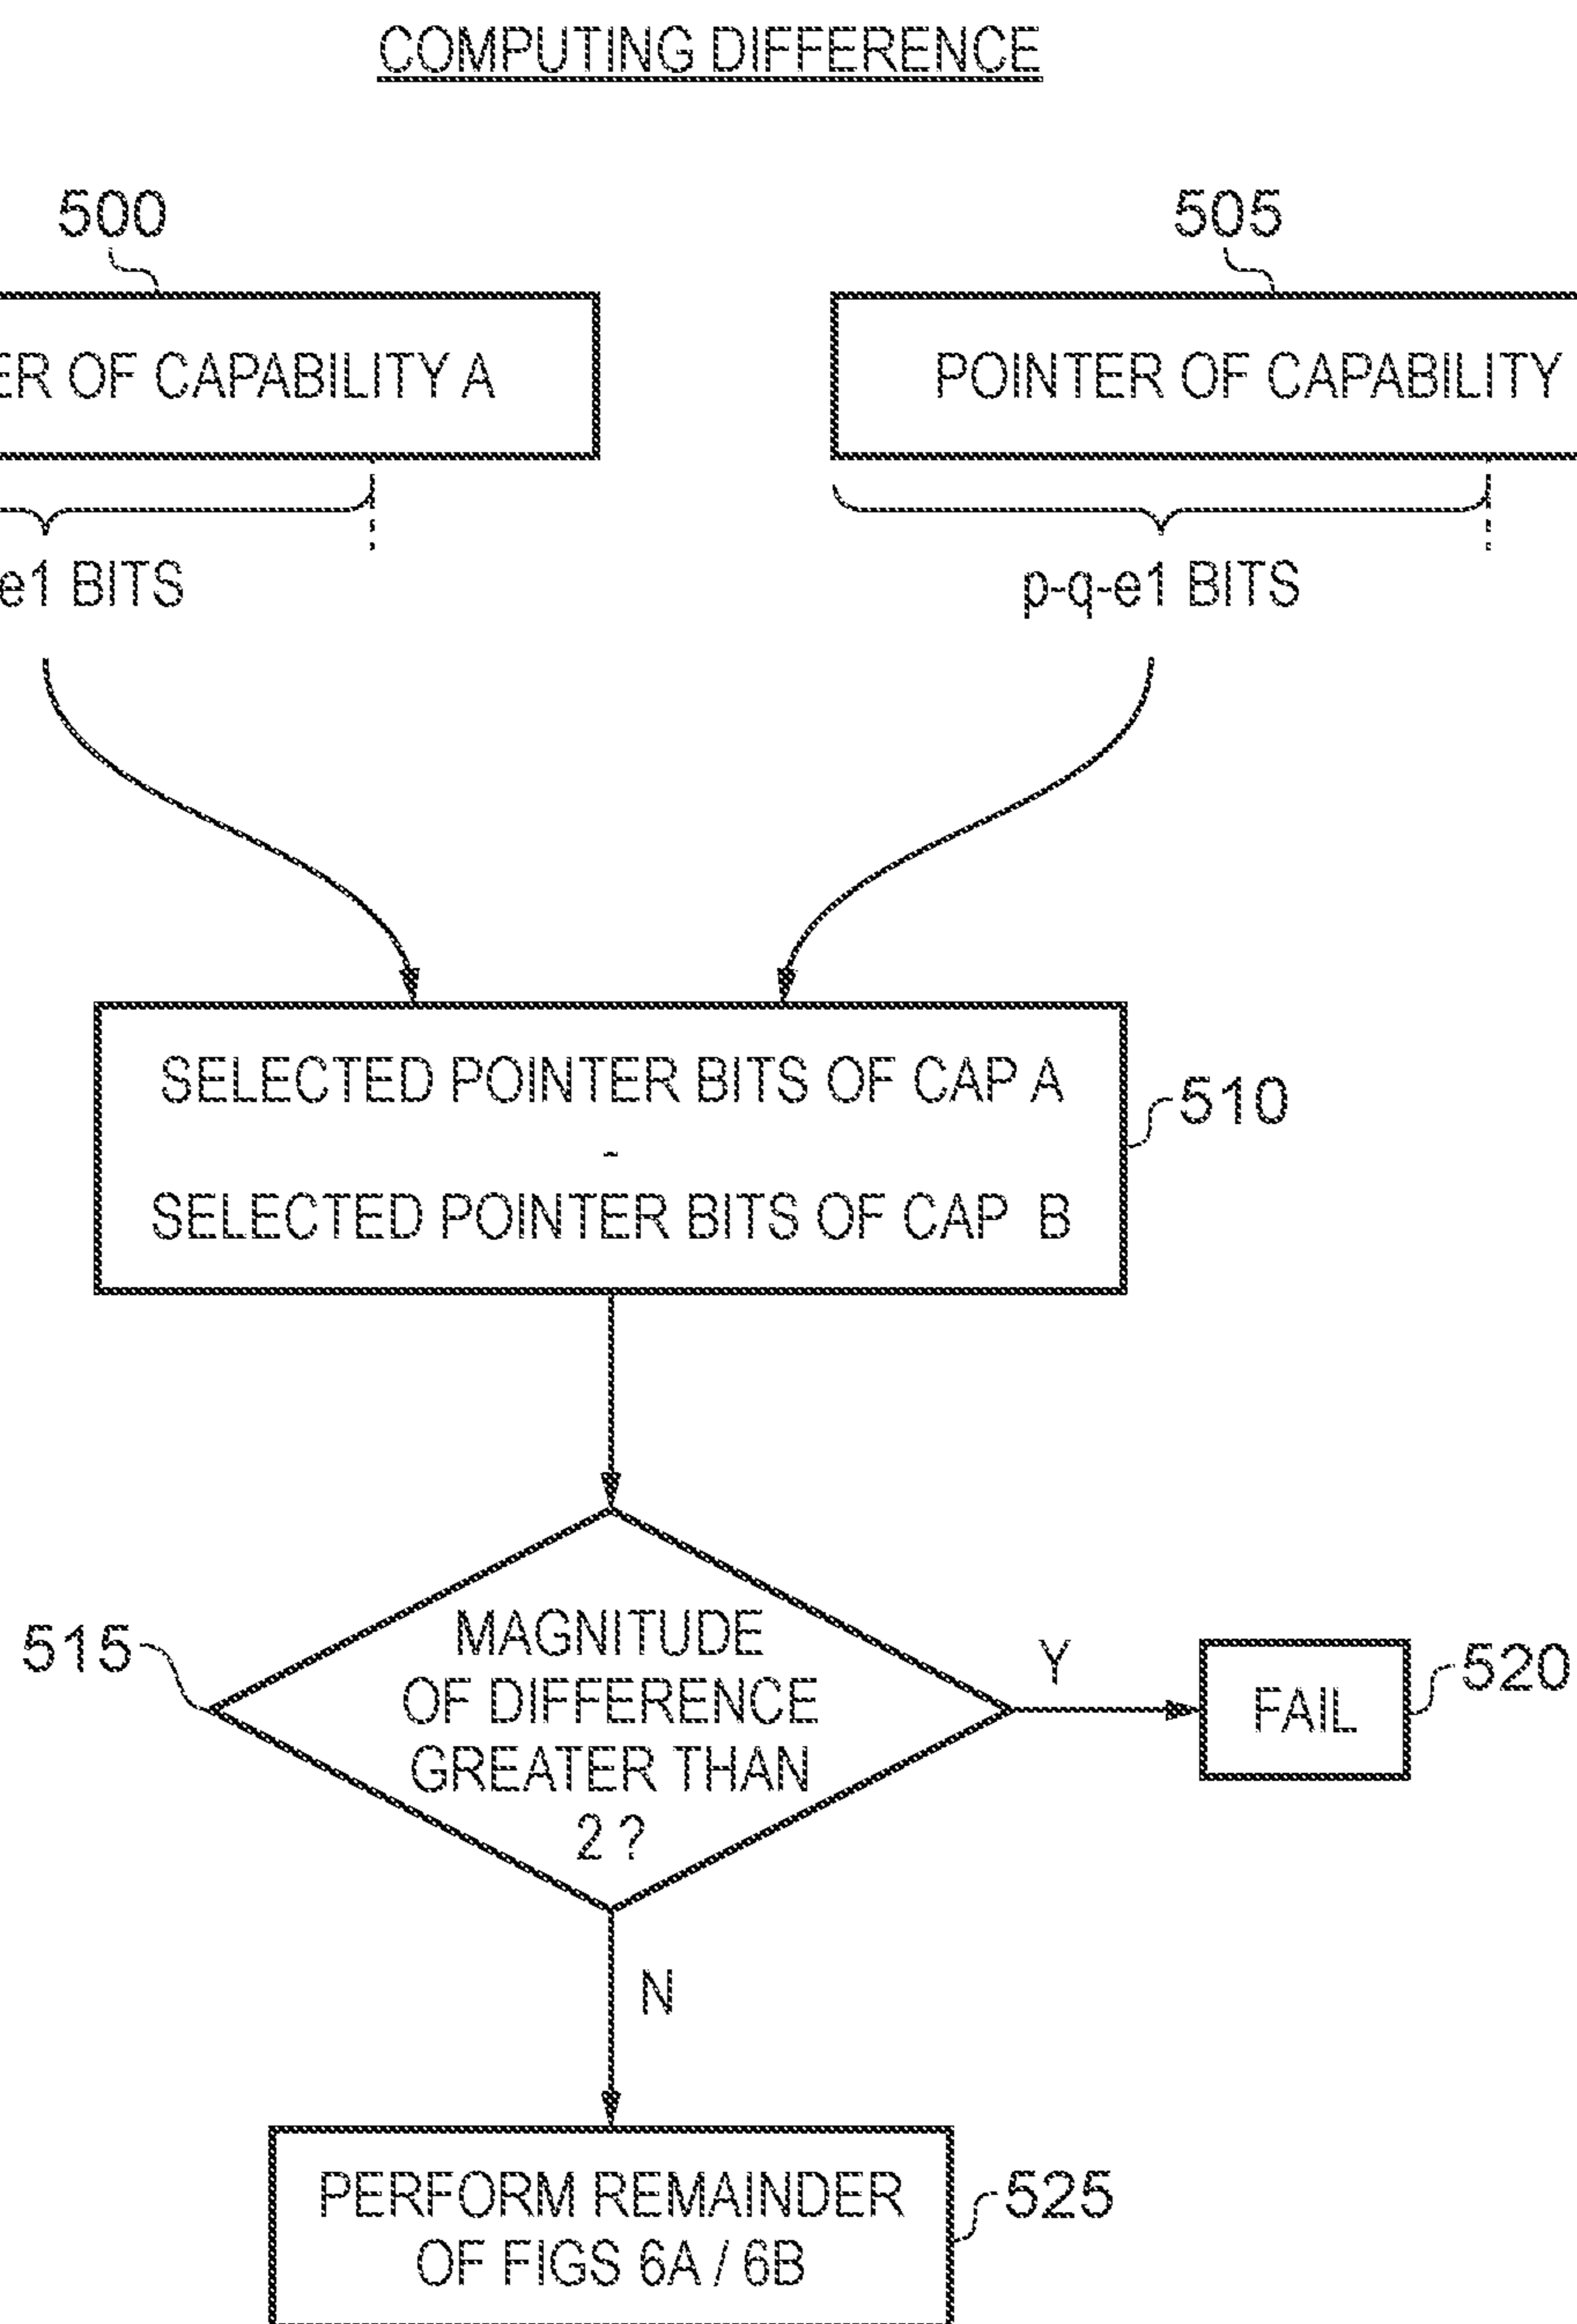 COMPUTING DIFFERENCE
500
505
ER OF CAPABILITY A
POINTER OF CAPABILITY
e1 BITS
p-q-e1 BITS
SELECTED POINTER BITS OF CAP A
-
SELECTED POINTER BITS OF CAP B
510
MAGNITUDE
OF DIFFERENCE
GREATER THAN
2 ?
515
Y
FAIL
520
N
PERFORM REMAINDER
OF FIGS 6A / 6B
525